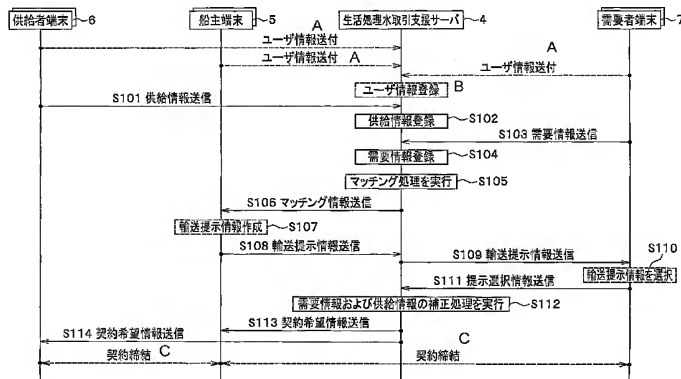 供給者端末 6
船主端末 5
生活処理水取引支援サーバ 4
需要者端末 7
A
ユーザ情報送付
ユーザ情報送付 A
A
ユーザ情報送付
ユーザ情報登録 B
S101 供給情報送信
供給情報登録 S102
S103 需要情報送信
需要情報登録 S104
マッチング処理を実行 S105
S106 マッチング情報送信
輸送提示情報作成 S107
S108 輸送提示情報送信
S109 輸送提示情報送信
S110
輸送提示情報を選択
S111 提示選択情報送信
需要情報および供給情報の補正処理を実行 S112
S113 契約希望情報送信
S114 契約希望情報送信
契約締結 C
C
契約締結